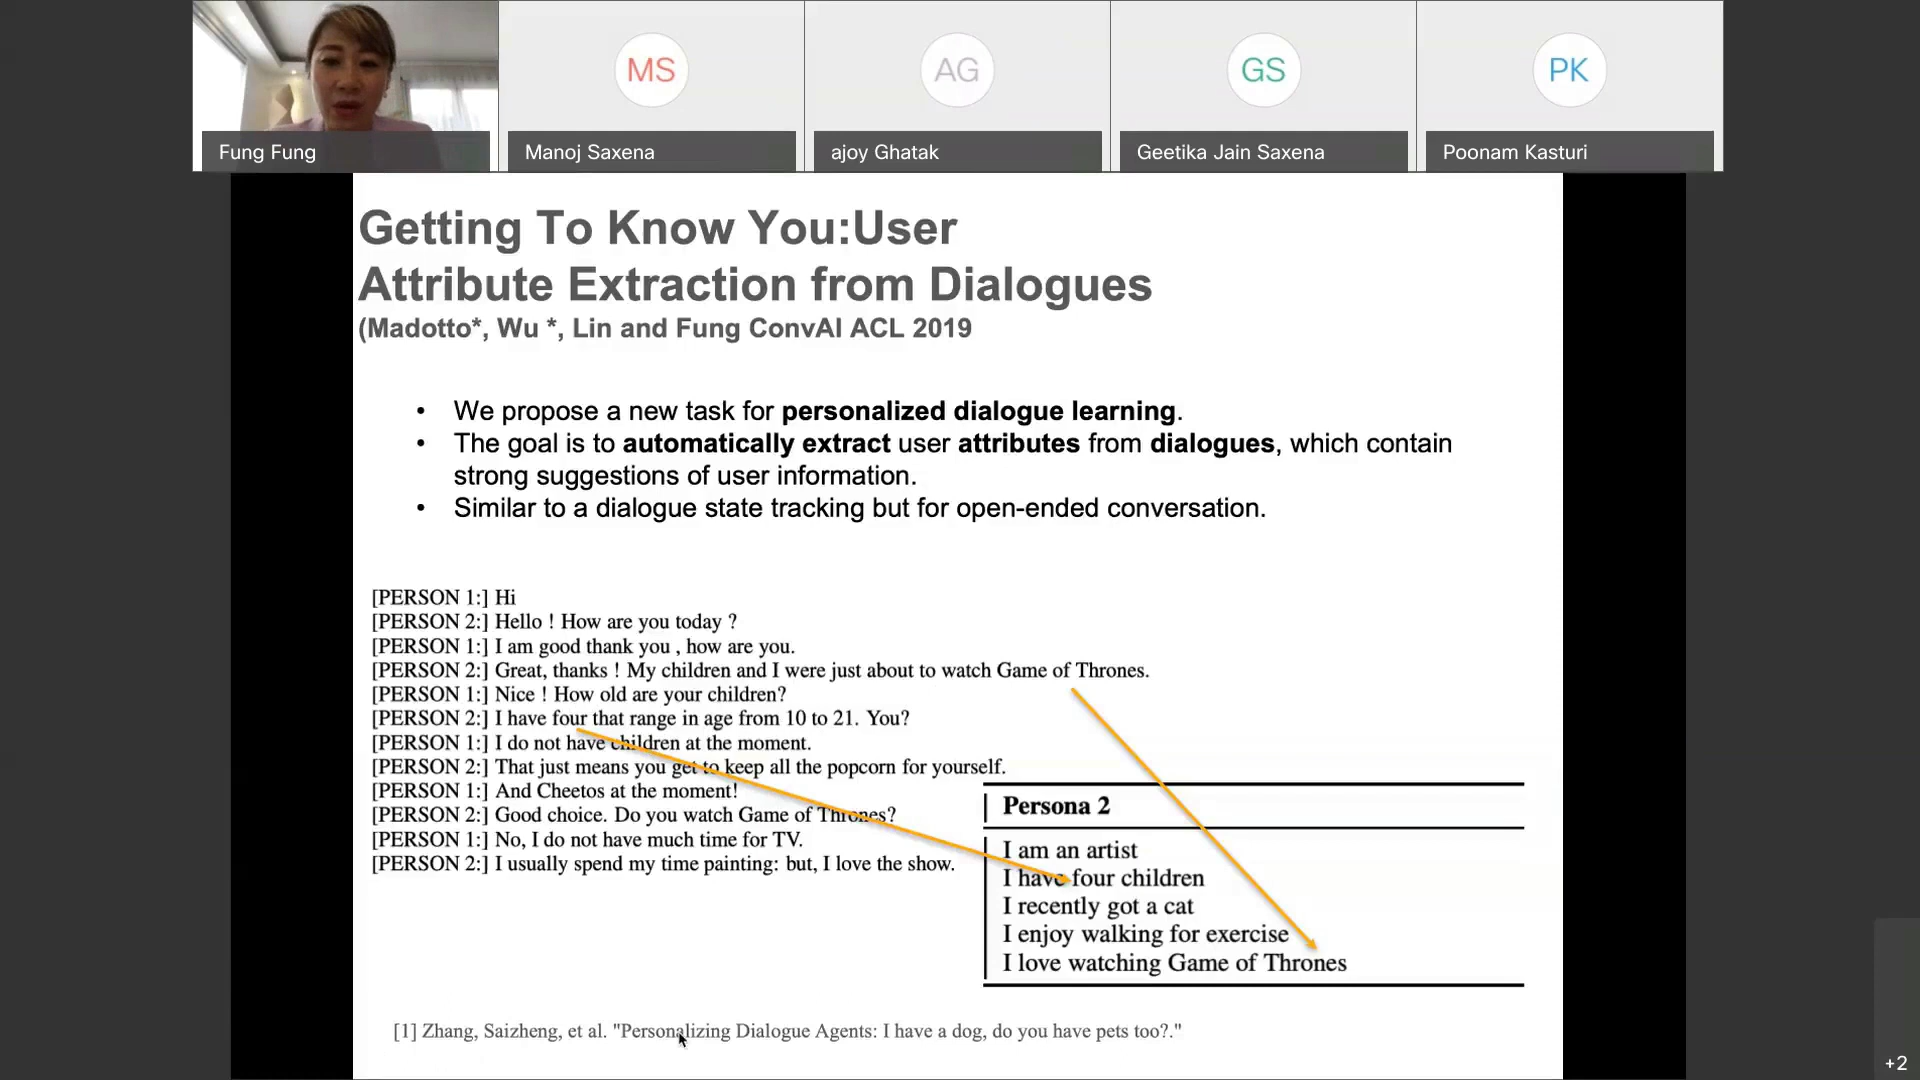 MS
AG
GS
PK
Fung Fung
Manoj Saxena
ajoy Ghatak
Geetika Jain Saxena
Poonam Kasturi
Getting To Know You:User
Attribute Extraction from Dialogues
(Madotto*, Wu *, Lin and Fung ConvAI ACL 2019
• We propose a new task for personalized dialogue learning.
• The goal is to automatically extract user attributes from dialogues, which contain
strong suggestions of user information.
• Similar to a dialogue state tracking but for open-ended conversation.
[PERSON 1:] Hi
[PERSON 2:] Hello ! How are you today ?
[PERSON 1:] I am good thank you , how are you.
[PERSON 2:] Great, thanks ! My children and I were just about to watch Game of Thrones.
[PERSON 1:] Nice ! How old are your children?
[PERSON 2:] I have four that range in age from 10 to 21. You?
[PERSON 1:] I do not have children at the moment.
[PERSON 2:] That just means you get to keep all the popcorn for yourself.
[PERSON 1:] And Cheetos at the moment!
[PERSON 2:] Good choice. Do you watch Game of Thrones?
[PERSON 1:] No, I do not have much time for TV.
[PERSON 2:] I usually spend my time painting: but, I love the show.
Persona 2
I am an artist
I have four children
I recently got a cat
I enjoy walking for exercise
I love watching Game of Thrones
[1] Zhang, Saizheng, et al. "Personalizing Dialogue Agents: I have a dog, do you have pets too?."
+2